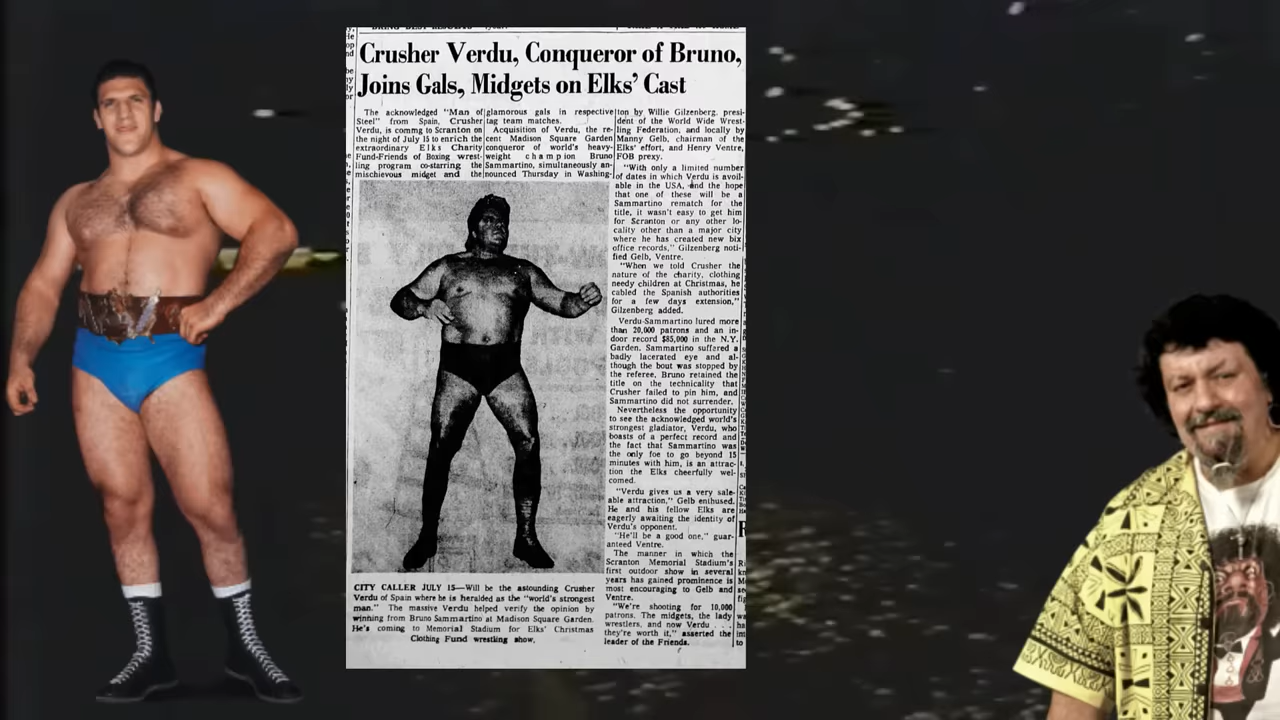 Crusher Verdu, Conqueror of Bruno,
Joins Gals, Midgets on Elks' Cast
The acknowledged "Man of
Steel" from Spain, Crusher
Verdu, is coming to Scranton on
the night of July 15 to enrich the
extraordinary Elks Charity
Fund-Friends of Boxing wrest-
ling program co-starring the
mischievous midget and the
glamorous gals in respective
tag team matches.
Acquisition of Verdu, the re-
cent Madison Square Garden
conqueror of world's heavy-
weight champion Bruno
Sammartino, simultaneously an-
nounced Thursday in Washing-
ton by Willie Gilzenberg, presi-
dent of the World Wide Wrest-
ling Federation, and locally by
Manny Gelb, chairman of the
Elks' effort, and Henry Ventre,
FOB prexy.
"With only a limited number
of dates in which Verdu is avail-
able in the USA, and the hope
that one of these will be a
Sammartino rematch for the
title, it wasn't easy to get him
for Scranton or any other lo-
cality other than a major city
where he has created new bix
office records," Gilzenberg noti-
fied Gelb, Ventre.
"When we told Crusher the
nature of the charity, clothing
needy children at Christmas, he
cabled the Spanish authorities
for a few days extension,"
Gilzenberg added.
Verdu-Sammartino lured more
than 20,000 patrons and an in-
door record $85,000 in the N.Y.
Garden. Sammartino suffered a
badly lacerated eye and al-
though the bout was stopped by
the referee, Bruno retained the
title on the technicality that
Crusher failed to pin him, and
Sammartino did not surrender.
Nevertheless the opportunity
to see the acknowledged world's
strongest gladiator, Verdu, who
boasts of a perfect record and
the fact that Sammartino was
the only foe to go beyond 15
minutes with him, is an attrac-
tion the Elks cheerfully wel-
comed.
"Verdu gives us a very sale-
able attraction," Gelb enthused.
He and his fellow Elks are
eagerly awaiting the identity of
Verdu's opponent.
"He'll be a good one," guar-
anteed Ventre.
The manner in which the
Scranton Memorial Stadium's
first outdoor show in several
years has gained prominence is
most encouraging to Gelb and
Ventre.
"We're shooting for 10,000
patrons. The midgets, the lady
wrestlers, and now Verdu . . .
they're worth it," asserted the
leader of the Friends.
CITY CALLER JULY 15—Will be the astounding Crusher
Verdu of Spain where he is heralded as the "world's strongest
man." The massive Verdu helped verify the opinion by
winning from Bruno Sammartino at Madison Square Garden.
He's coming to Memorial Stadium for Elks' Christmas
Clothing Fund wrestling show.